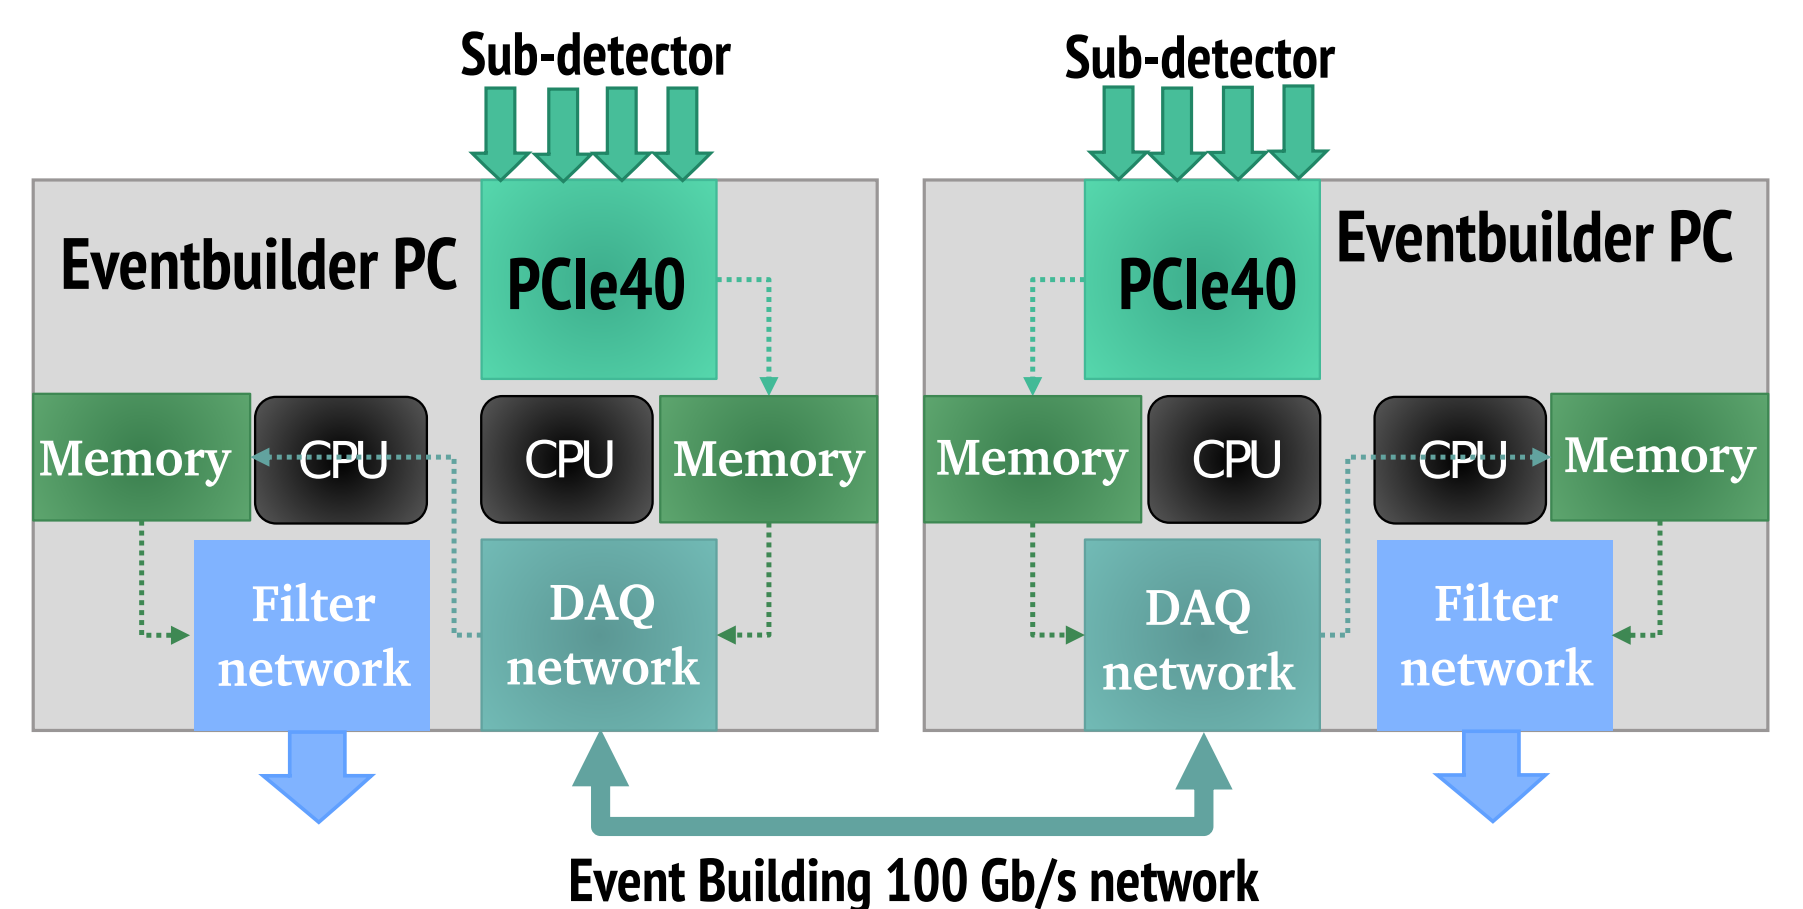 Sub-detector
Sub-detector
Eventbuilder PC
PCIe40
PCIe40
Eventbuilder PC
Memory
CPU
CPU
Memory
Memory
CPU
CPU
Memory
Filter
network
DAQ
network
DAQ
network
Filter
network
Event Building 100 Gb/s network